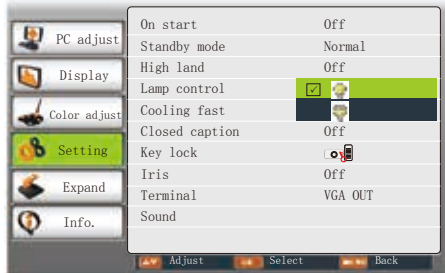 PC adjust
Display
Color adjust
Setting
Expand
Info.
On start Off
Standby mode Normal
High land Off
Lamp control
Cooling fast
Closed caption Off
Key lock
Iris Off
Terminal VGA OUT
Sound
Adjust Select Back